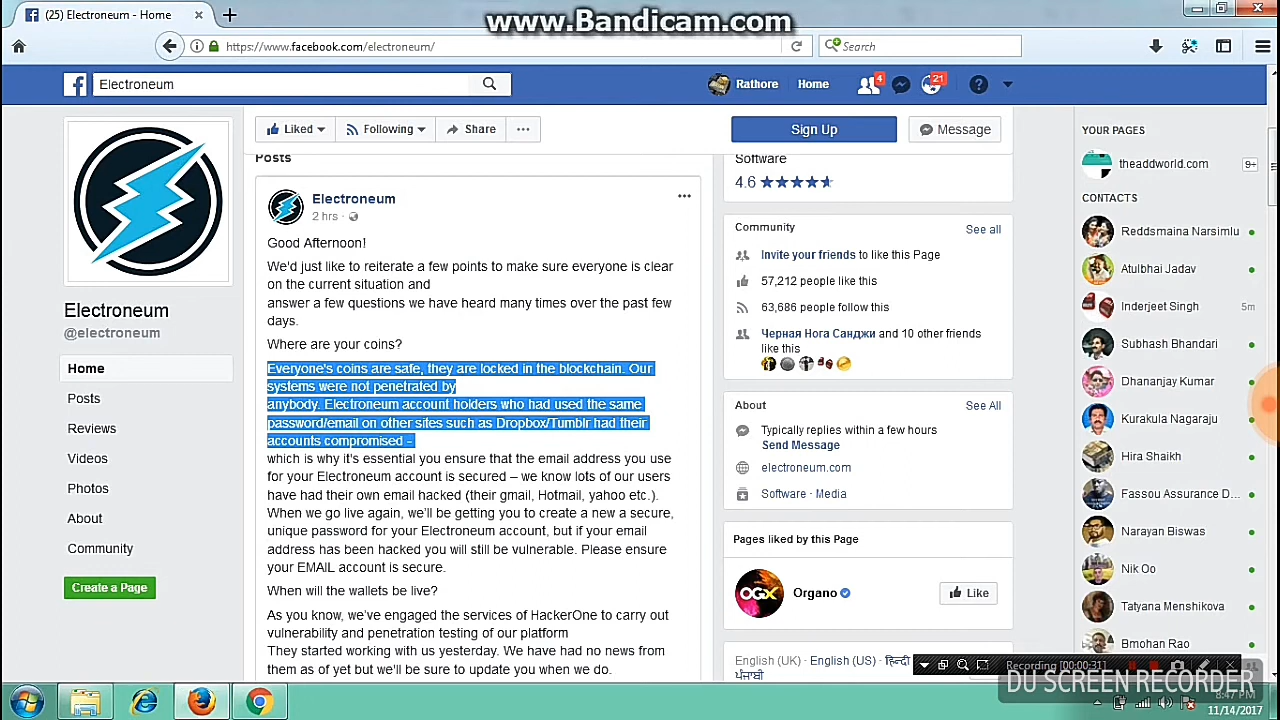 www.Bandicam.com
(25) Electroneum - Home
https://www.facebook.com/electroneum/
Search
Electroneum
Rathore
Home
4
21
Liked
Following
Share
Sign Up
Message
Electroneum
@electroneum
Home
Posts
Reviews
Videos
Photos
About
Community
Create a Page
Posts
Electroneum
2 hrs ·
Good Afternoon!
We'd just like to reiterate a few points to make sure everyone is clear
on the current situation and
answer a few questions we have heard many times over the past few
days.
Where are your coins?
Everyone's coins are safe, they are locked in the blockchain. Our
systems were not penetrated by
anybody. Electroneum account holders who had used the same
password/email on other sites such as Dropbox/Tumblr had their
accounts compromised –
which is why it's essential you ensure that the email address you use
for your Electroneum account is secured – we know lots of our users
have had their own email hacked (their gmail, Hotmail, yahoo etc.).
When we go live again, we'll be getting you to create a new a secure,
unique password for your Electroneum account, but if your email
address has been hacked you will still be vulnerable. Please ensure
your EMAIL account is secure.
When will the wallets be live?
As you know, we've engaged the services of HackerOne to carry out
vulnerability and penetration testing of our platform
They started working with us yesterday. We have had no news from
them as of yet but we'll be sure to update you when we do.
Software
4.6
Community
See all
Invite your friends to like this Page
57,212 people like this
63,686 people follow this
Черная Нога Санджи and 10 other friends
like this
About
See All
Typically replies within a few hours
Send Message
electroneum.com
Software · Media
Pages liked by this Page
OGX
Organo
Like
English (UK) · English (US) · हिन्दी
ਪੰਜਾਬੀ
YOUR PAGES
theaddworld.com
9+
CONTACTS
Reddsmaina Narsimlu
Atulbhai Jadav
Inderjeet Singh
5m
Subhash Bhandari
Dhananjay Kumar
Kurakula Nagaraju
Hira Shaikh
Fassou Assurance D...
Narayan Biswas
Nik Oo
Tatyana Menshikova
Bmohan Rao
Recording [00:00:31]
DU SCREEN RECORDER
8:47 PM
11/14/2017